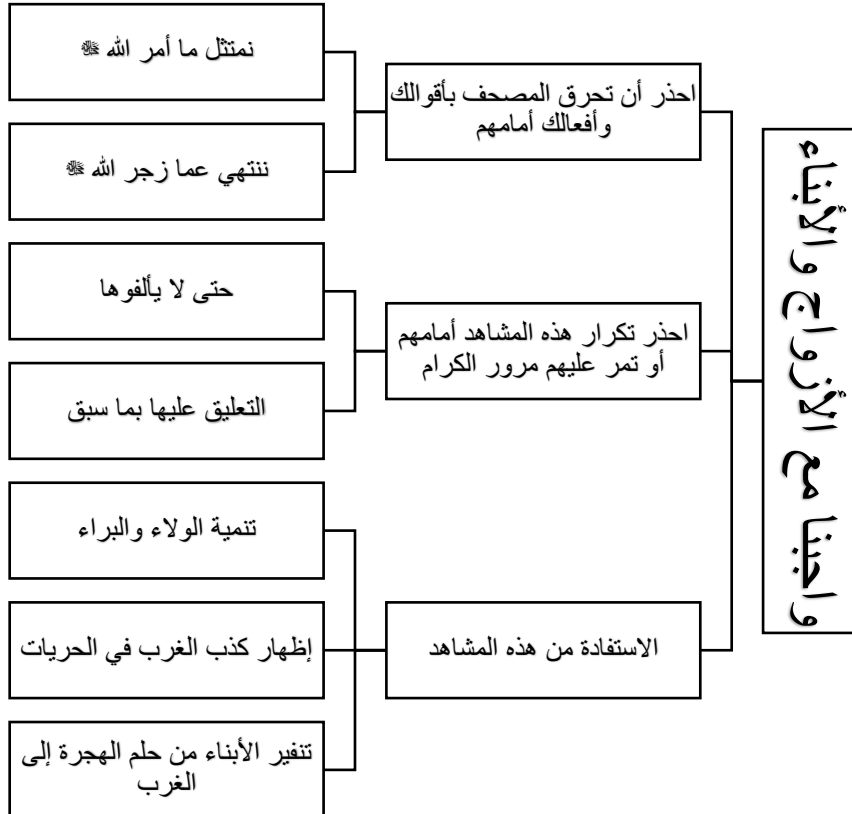 واجبنا مع الأزواج والأبناء
احذر أن تحرق المصحف بأقوالك
وأفعالك أمامهم
نمتثل ما أمر الله ﷻ
ننتهي عما زجر الله ﷻ
احذر تكرار هذه المشاهد أمامهم
أو تمر عليهم مرور الكرام
حتى لا يألفوها
التعليق عليها بما سبق
الاستفادة من هذه المشاهد
تنمية الولاء والبراء
إظهار كذب الغرب في الحريات
تنفير الأبناء من حلم الهجرة إلى
الغرب